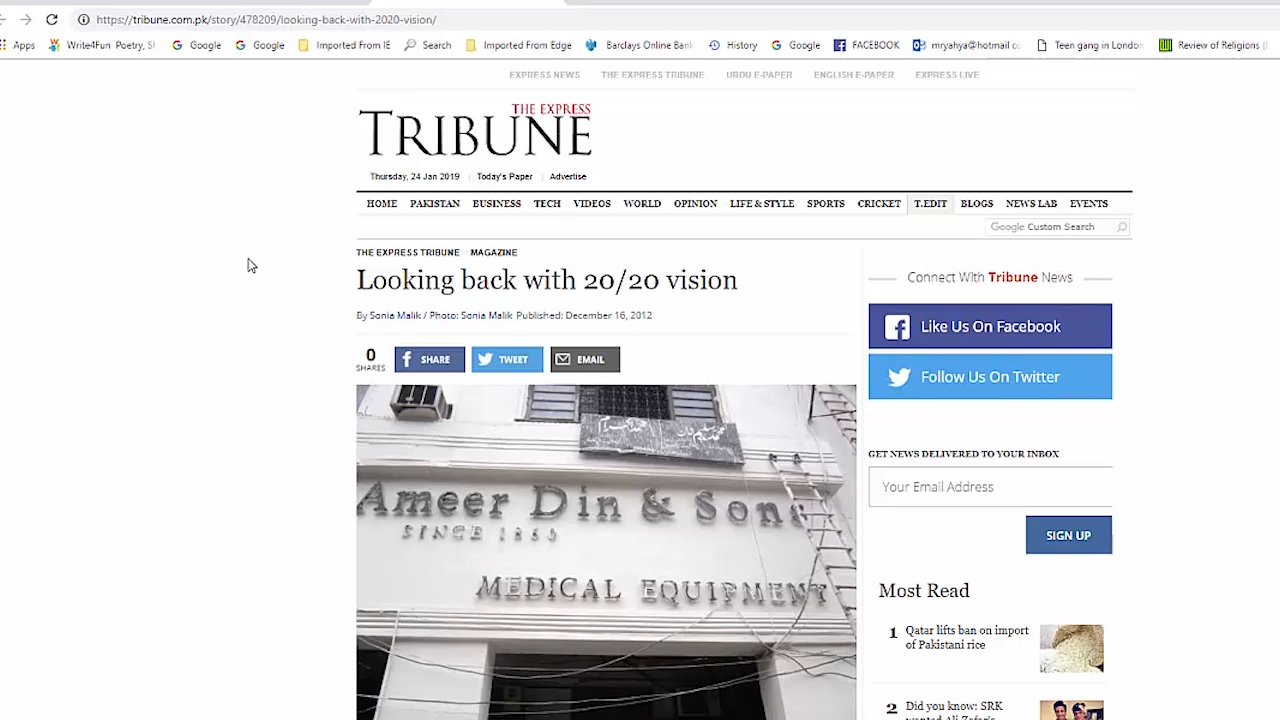 https://tribune.com.pk/story/478209/looking-back-with-2020-vision/
Apps Write4Fun Poetry, Sh Google Google Imported From IE Search Imported From Edge Barclays Online Bank History Google FACEBOOK mryahya@hotmail.co Teen gang in London Review of Religions (
EXPRESS NEWS THE EXPRESS TRIBUNE URDU E-PAPER ENGLISH E-PAPER EXPRESS LIVE
THE EXPRESS
TRIBUNE
Thursday, 24 Jan 2019 Today's Paper Advertise
HOME PAKISTAN BUSINESS TECH VIDEOS WORLD OPINION LIFE & STYLE SPORTS CRICKET T.EDIT BLOGS NEWS LAB EVENTS
Google Custom Search
THE EXPRESS TRIBUNE MAGAZINE
Looking back with 20/20 vision
By Sonia Malik / Photo: Sonia Malik Published: December 16, 2012
0
SHARES
SHARE TWEET EMAIL
Ameer Din & Sons
SINCE
MEDICAL EQUIPMENT
Connect With Tribune News
Like Us On Facebook
Follow Us On Twitter
GET NEWS DELIVERED TO YOUR INBOX
Your Email Address
SIGN UP
Most Read
1 Qatar lifts ban on import
of Pakistani rice
2 Did you know: SRK
wanted Ali Zafar's